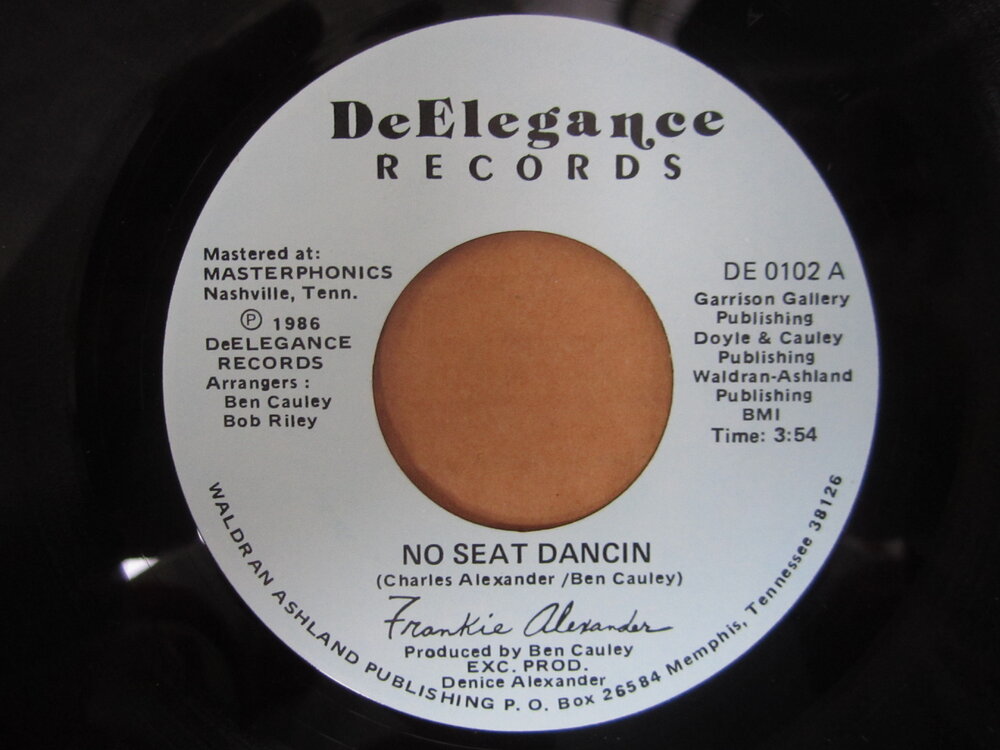 DeElegance
RECORDS
Mastered at:
MASTERPHONICS
Nashville, Tenn.
Ⓟ 1986
DeELEGANCE
RECORDS
Arrangers :
Ben Cauley
Bob Riley
DE 0102 A
Garrison Gallery
Publishing
Doyle & Cauley
Publishing
Waldran-Ashland
Publishing
BMI
Time: 3:54
NO SEAT DANCIN
(Charles Alexander /Ben Cauley)
Frankie Alexander
Produced by Ben Cauley
EXC. PROD.
Denice Alexander
WALDRAN ASHLAND PUBLISHING P. O. Box 26584 Memphis, Tennessee 38126